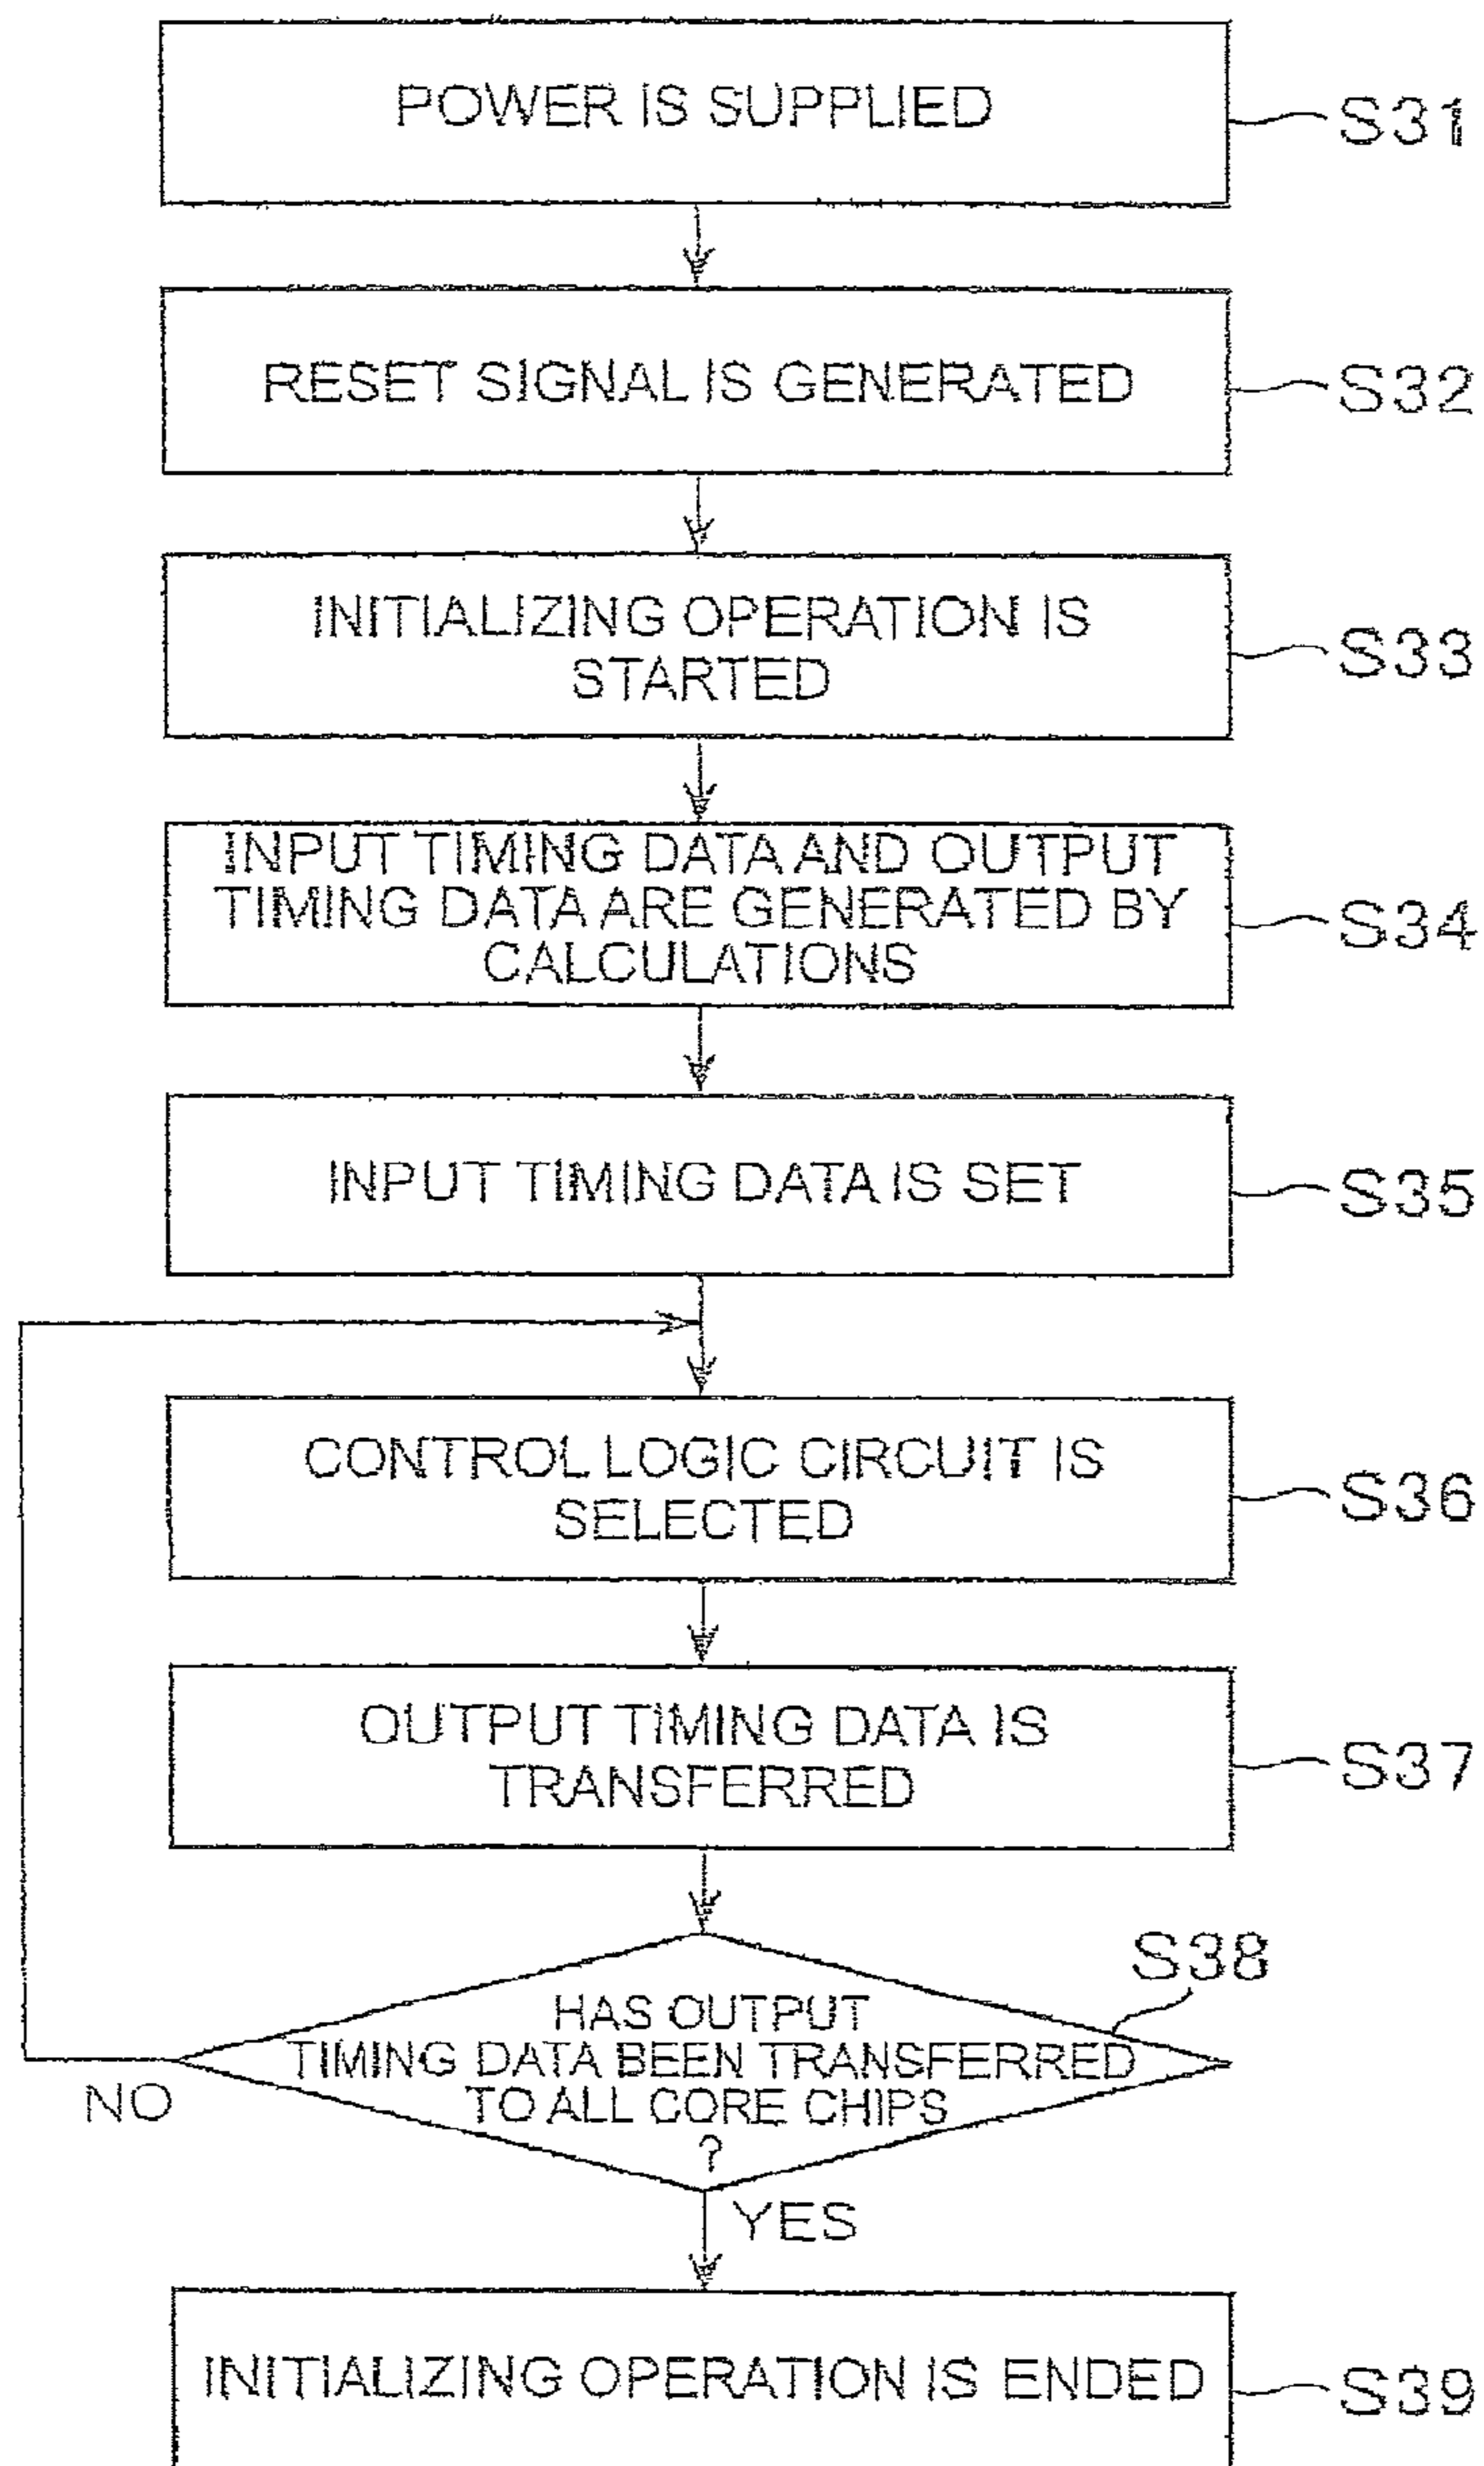 POWER IS SUPPLIED
S31
RESET SIGNAL IS GENERATED
S32
INITIALIZING OPERATION IS
STARTED
S33
INPUT TIMING DATA AND OUTPUT
TIMING DATA ARE GENERATED BY
CALCULATIONS
S34
INPUT TIMING DATA IS SET
S35
CONTROL LOGIC CIRCUIT IS
SELECTED
S36
OUTPUT TIMING DATA IS
TRANSFERRED
S37
S38
HAS OUTPUT
TIMING DATA BEEN TRANSFERRED
TO ALL CORE CHIPS
?
NO
YES
INITIALIZING OPERATION IS ENDED
S39